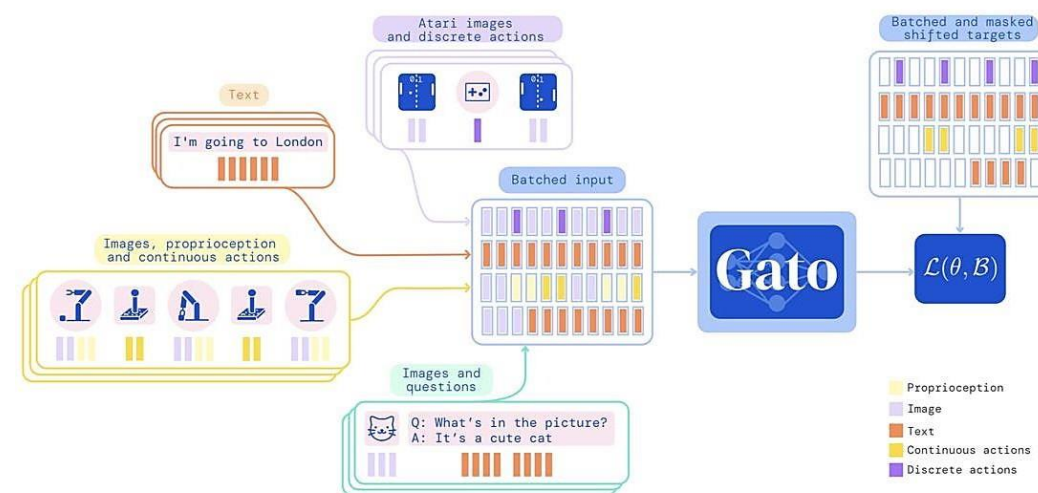 Atari images
and discrete actions
Batched and masked
shifted targets
Text
I'm going to London
Batched input
Images, proprioception
and continuous actions
Gato
ℒ(θ, ℬ)
Images and
questions
Q: What's in the picture?
A: It's a cute cat
Proprioception
Image
Text
Continuous actions
Discrete actions